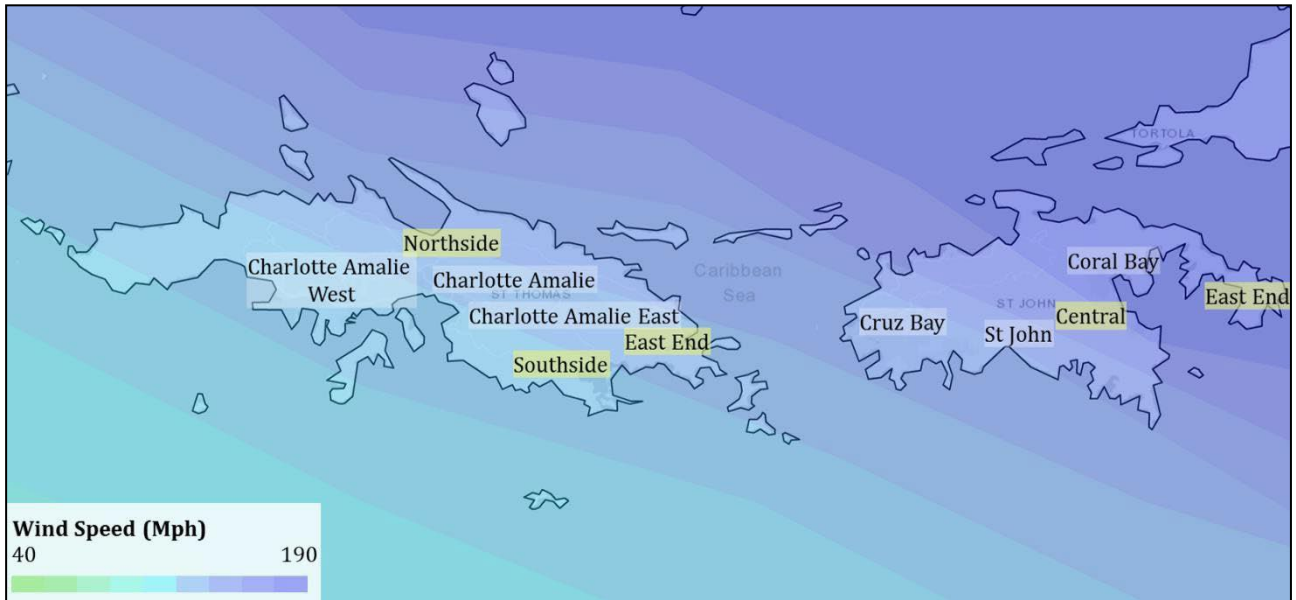 TORTOLA
Northside
Charlotte Amalie
West
Charlotte Amalie
ST THOMAS
Charlotte Amalie East
East End
Southside
Caribbean
Sea
Coral Bay
East End
ST JOHN
Central
Cruz Bay
St John
Wind Speed (Mph)
40 190